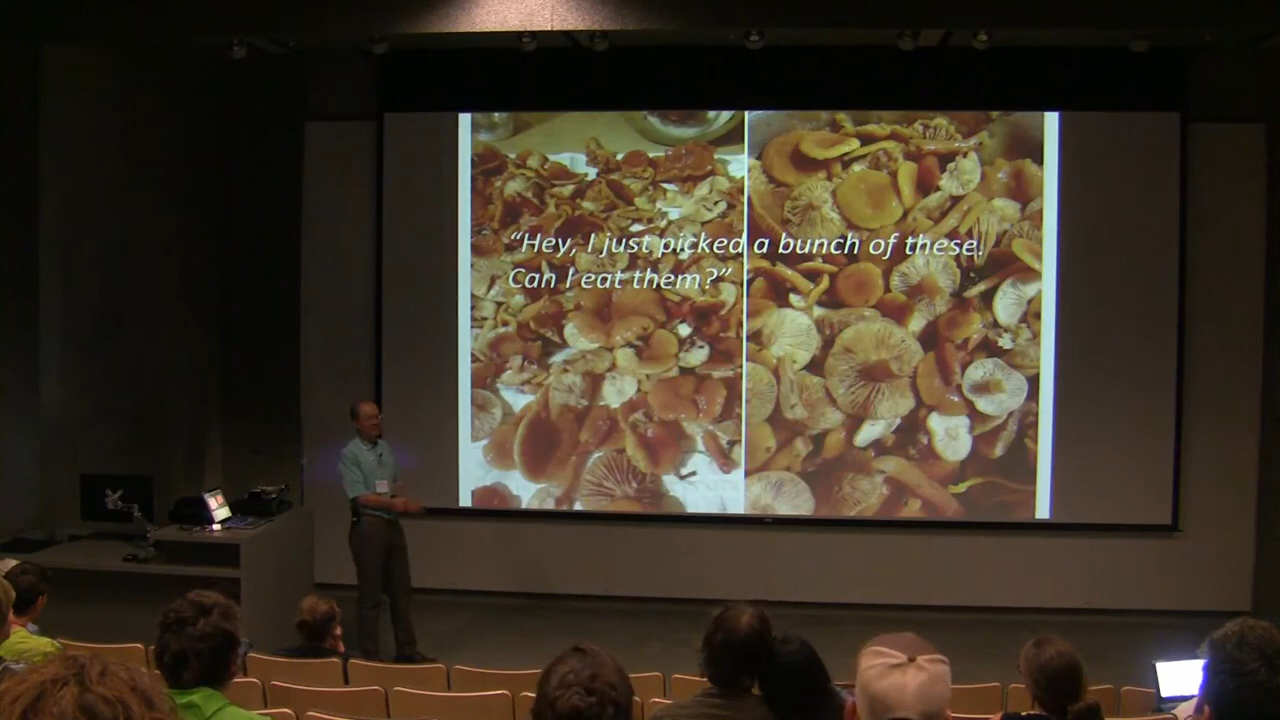 “Hey, I just picked a bunch of these.
Can I eat them?”